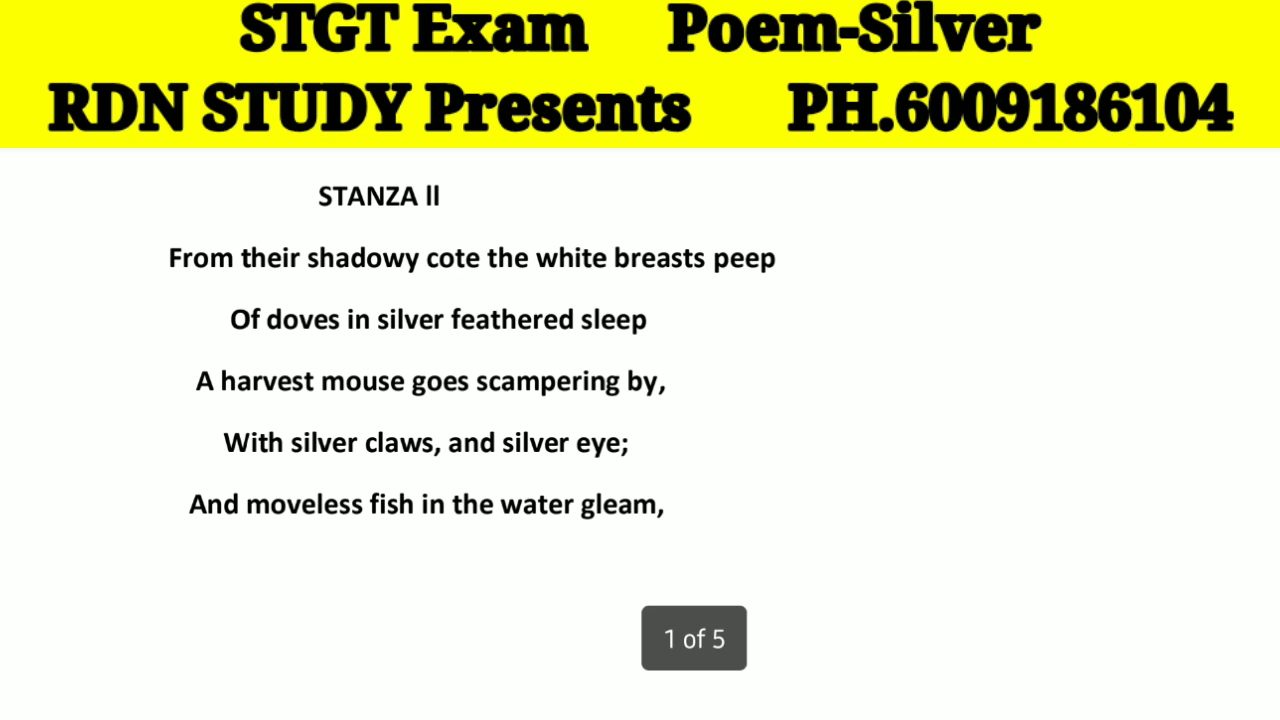 STGT Exam Poem-Silver
RDN STUDY Presents PH.6009186104
STANZA ll
From their shadowy cote the white breasts peep
Of doves in silver feathered sleep
A harvest mouse goes scampering by,
With silver claws, and silver eye;
And moveless fish in the water gleam,
1 of 5